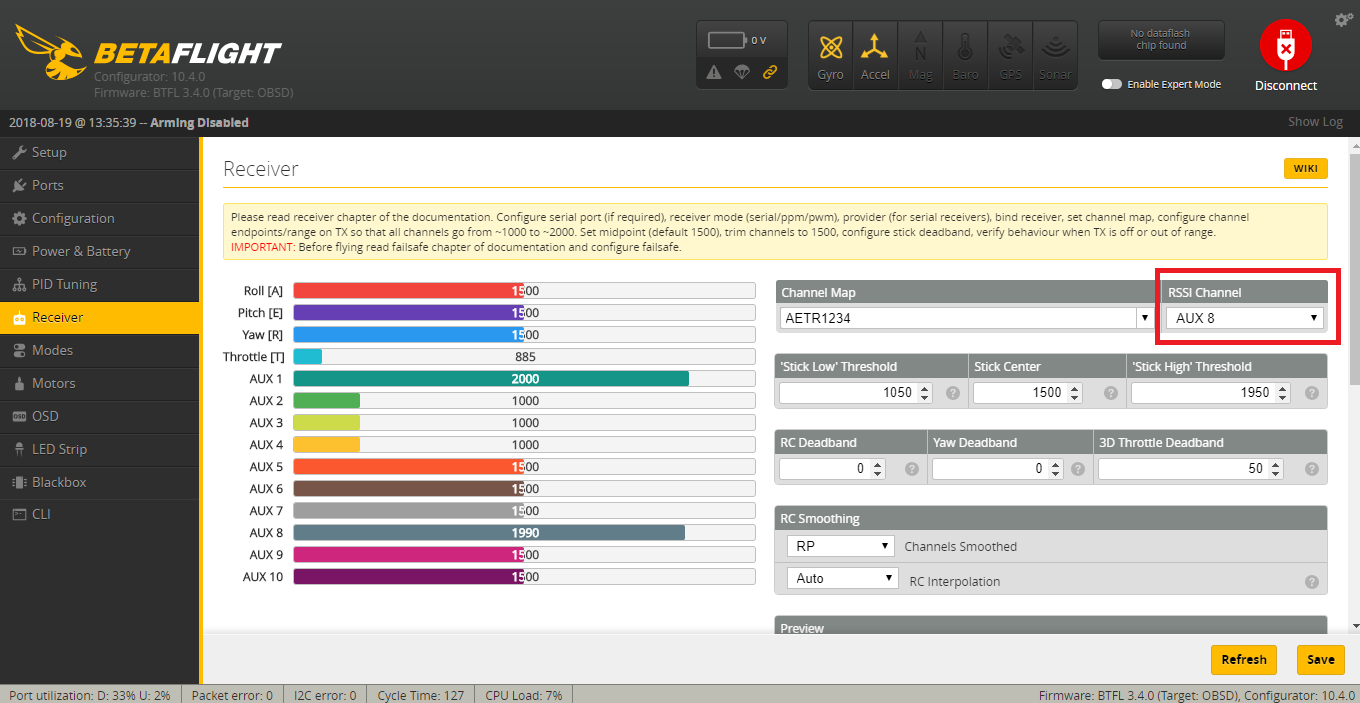 BETAFLIGHT
Configurator: 10.4.0
Firmware: BTFL 3.4.0 (Target: OBSD)
0 V
Gyro
Accel
Mag
Baro
GPS
Sonar
No dataflash
chip found
Enable Expert Mode
Disconnect
2018-08-19 @ 13:35:39 -- Arming Disabled
Show Log
Setup
Ports
Configuration
Power & Battery
PID Tuning
Receiver
Modes
Motors
OSD
LED Strip
Blackbox
CLI
Receiver
WIKI
Please read receiver chapter of the documentation. Configure serial port (if required), receiver mode (serial/ppm/pwm), provider (for serial receivers), bind receiver, set channel map, configure channel
endpoints/range on TX so that all channels go from ~1000 to ~2000. Set midpoint (default 1500), trim channels to 1500, configure stick deadband, verify behaviour when TX is off or out of range.
IMPORTANT: Before flying read failsafe chapter of documentation and configure failsafe.
Roll [A] 1500
Pitch [E] 1500
Yaw [R] 1500
Throttle [T] 885
AUX 1 2000
AUX 2 1000
AUX 3 1000
AUX 4 1000
AUX 5 1500
AUX 6 1500
AUX 7 1500
AUX 8 1990
AUX 9 1500
AUX 10 1500
Channel Map
AETR1234
RSSI Channel
AUX 8
'Stick Low' Threshold
1050
Stick Center
1500
'Stick High' Threshold
1950
RC Deadband
0
Yaw Deadband
0
3D Throttle Deadband
50
RC Smoothing
RP Channels Smoothed
Auto RC Interpolation
Preview
Refresh
Save
Port utilization: D: 33% U: 2%
Packet error: 0
I2C error: 0
Cycle Time: 127
CPU Load: 7%
Firmware: BTFL 3.4.0 (Target: OBSD), Configurator: 10.4.0